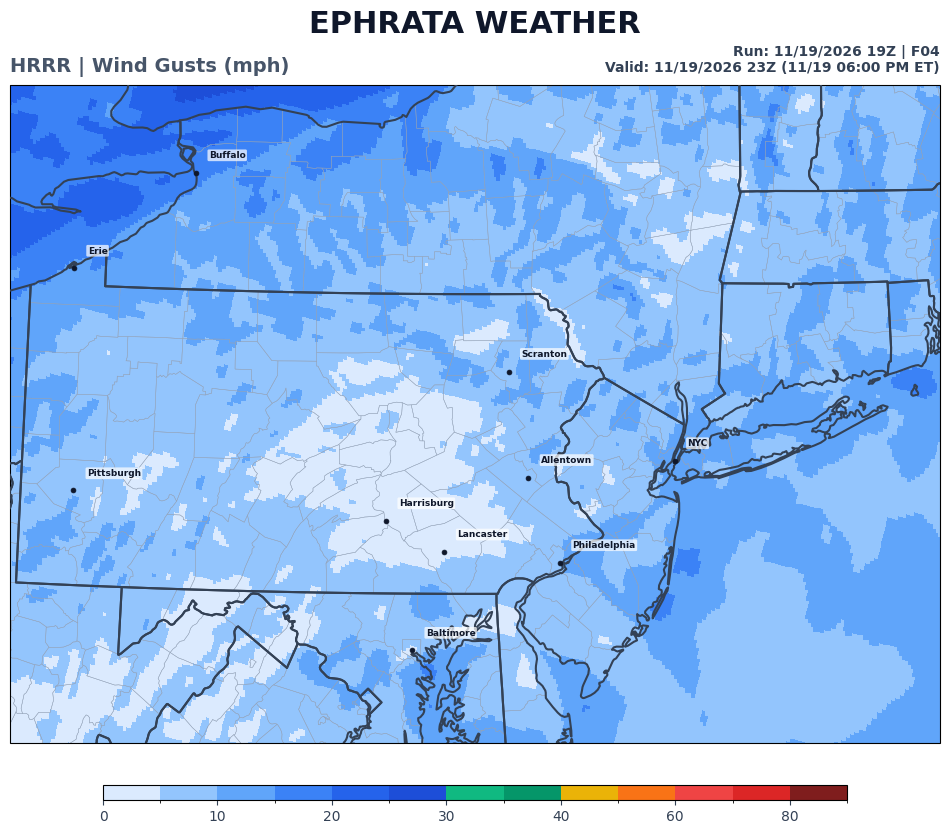 EPHRATA WEATHER
HRRR | Wind Gusts (mph)
Run: 11/19/2026 19Z | F04
Valid: 11/19/2026 23Z (11/19 06:00 PM ET)
Buffalo
Erie
Scranton
NYC
Allentown
Pittsburgh
Harrisburg
Lancaster
Philadelphia
Baltimore
0 10 20 30 40 50 60 70 80